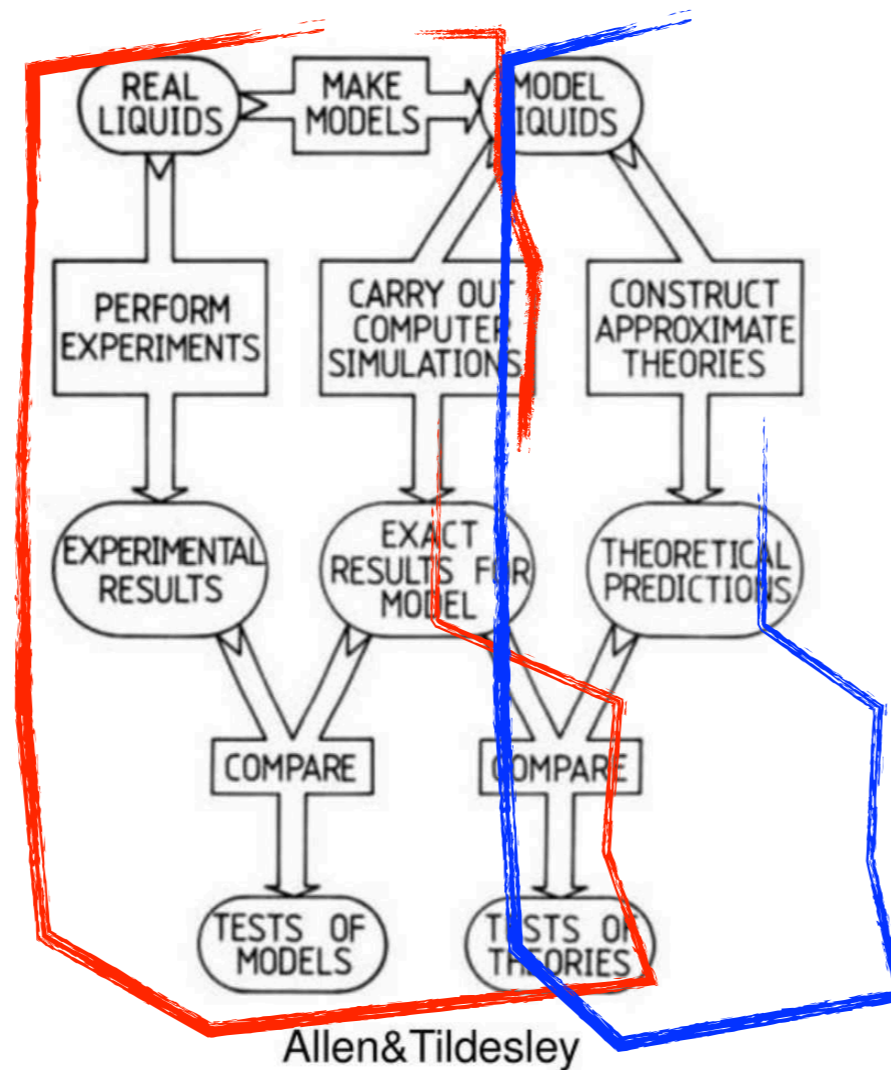 REAL
LIQUIDS
MAKE
MODELS
MODEL
LIQUIDS
PERFORM
EXPERIMENTS
CARRY OUT
COMPUTER
SIMULATIONS
CONSTRUCT
APPROXIMATE
THEORIES
EXPERIMENTAL
RESULTS
EXACT
RESULTS FOR
MODEL
THEORETICAL
PREDICTIONS
COMPARE
COMPARE
TESTS OF
MODELS
TESTS OF
THEORIES
Allen&Tildesley